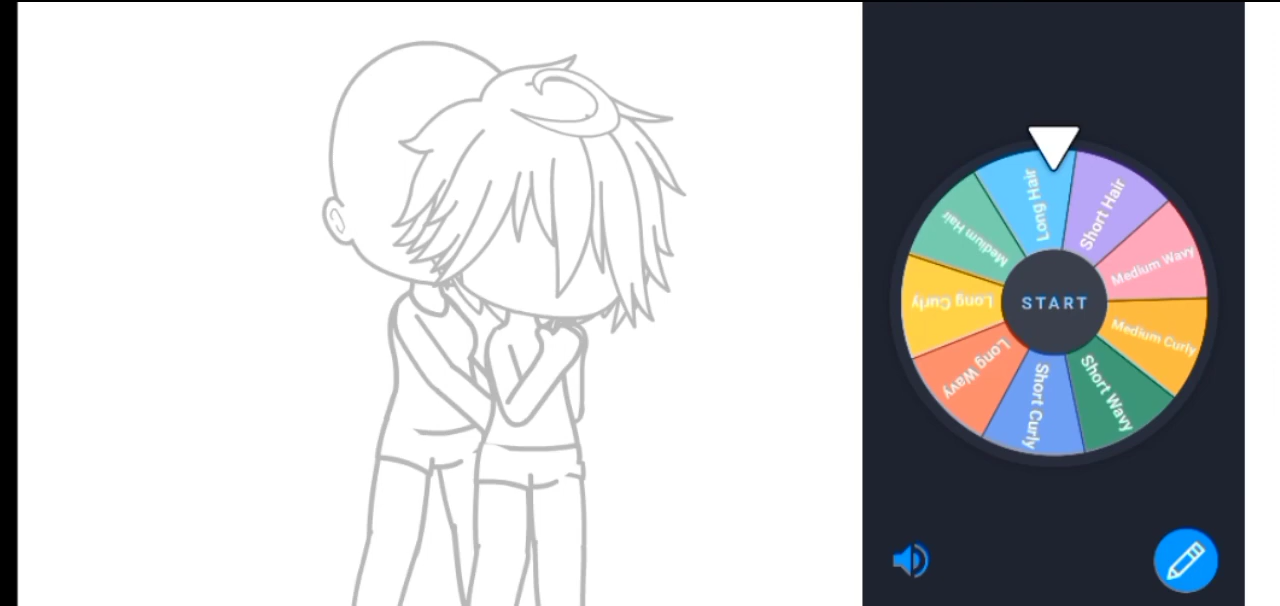 Long Hair
Short Hair
Medium Wavy
Medium Curly
Short Wavy
Short Curly
Long Wavy
Long Curly
Medium Hair
START